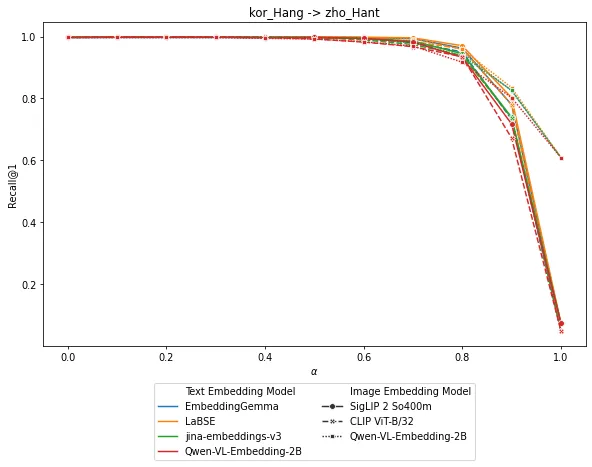 kor_Hang -> zho_Hant
Recall@1
1.0
0.8
0.6
0.4
0.2
0.0 0.2 0.4 0.6 0.8 1.0
α
Text Embedding Model Image Embedding Model
EmbeddingGemma SigLIP 2 So400m
LaBSE CLIP ViT-B/32
jina-embeddings-v3 Qwen-VL-Embedding-2B
Qwen-VL-Embedding-2B